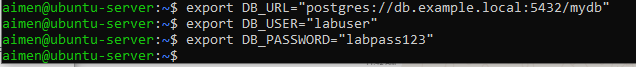 aimen@ubuntu-server:~$ export DB_URL="postgres://db.example.local:5432/mydb"
aimen@ubuntu-server:~$ export DB_USER="labuser"
aimen@ubuntu-server:~$ export DB_PASSWORD="labpass123"
aimen@ubuntu-server:~$